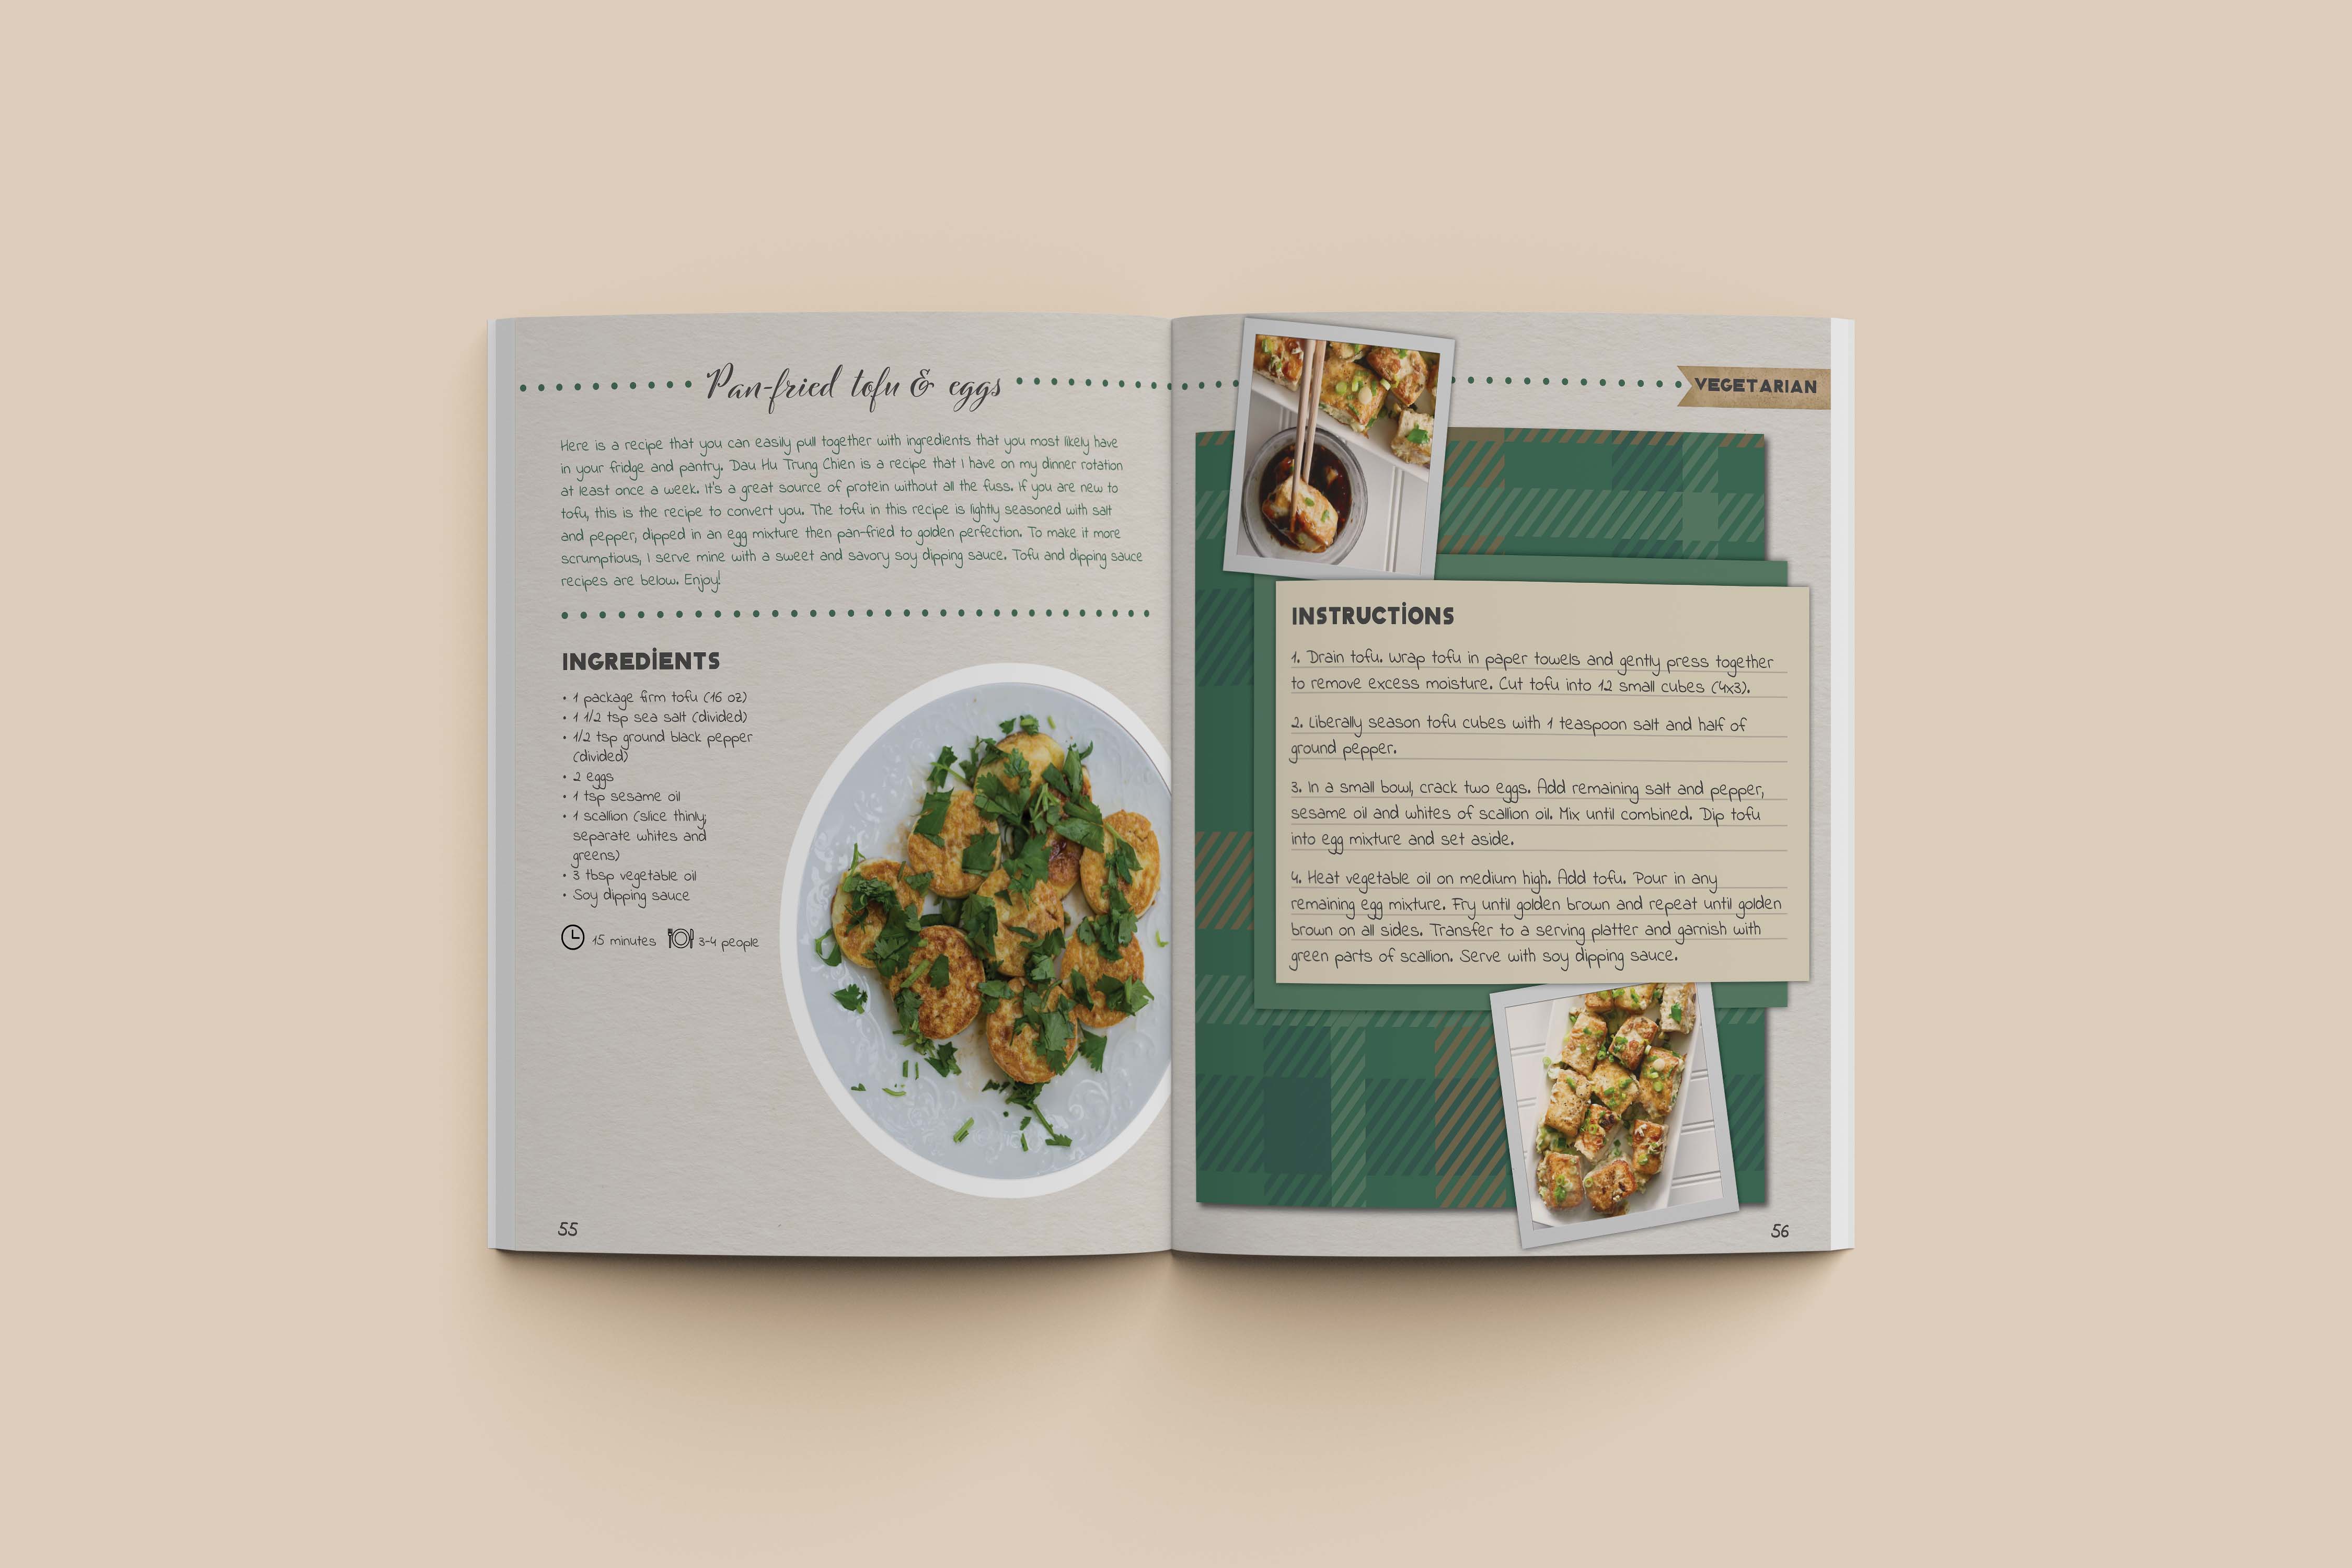 Pan-fried tofu & eggs
Here is a recipe that you can easily pull together with ingredients that you most likely have
in your fridge and pantry. Dau Hu Trung Chien is a recipe that I have on my dinner rotation
at least once a week. It's a great source of protein without all the fuss. If you are new to
tofu, this is the recipe to convert you. The tofu in this recipe is lightly seasoned with salt
and pepper, dipped in an egg mixture then pan-fried to golden perfection. To make it more
scrumptious, I serve mine with a sweet and savory soy dipping sauce. Tofu and dipping sauce
recipes are below. Enjoy!
INGREDIENTS
• 1 package firm tofu (16 oz)
• 1 1/2 tsp sea salt (divided)
• 1/2 tsp ground black pepper
(divided)
• 2 eggs
• 1 tsp sesame oil
• 1 scallion (slice thinly;
separate whites and
greens)
• 3 tbsp vegetable oil
• Soy dipping sauce
15 minutes 3-4 people
55
VEGETARIAN
INSTRUCTIONS
1. Drain tofu. Wrap tofu in paper towels and gently press together
to remove excess moisture. Cut tofu into 12 small cubes (4x3).
2. Liberally season tofu cubes with 1 teaspoon salt and half of
ground pepper.
3. In a small bowl, crack two eggs. Add remaining salt and pepper,
sesame oil and whites of scallion oil. Mix until combined. Dip tofu
into egg mixture and set aside.
4. Heat vegetable oil on medium high. Add tofu. Pour in any
remaining egg mixture. Fry until golden brown and repeat until golden
brown on all sides. Transfer to a serving platter and garnish with
green parts of scallion. Serve with soy dipping sauce.
56